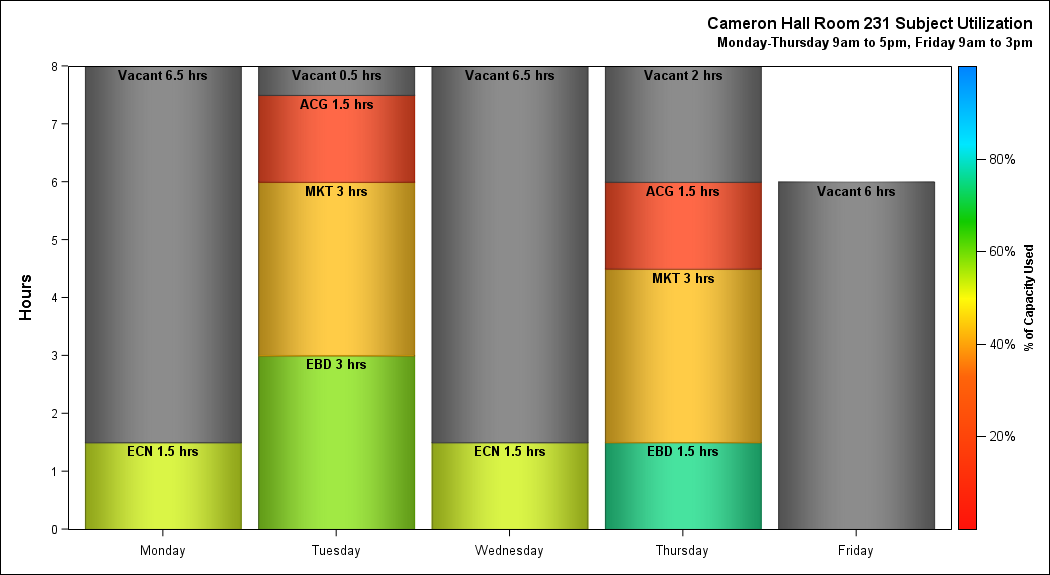 Cameron Hall Room 231 Subject Utilization
Monday-Thursday 9am to 5pm, Friday 9am to 3pm
Hours
8
7
6
5
4
3
2
1
0
Vacant 6.5 hrs
ECN 1.5 hrs
Vacant 0.5 hrs
ACG 1.5 hrs
MKT 3 hrs
EBD 3 hrs
Vacant 6.5 hrs
ECN 1.5 hrs
Vacant 2 hrs
ACG 1.5 hrs
MKT 3 hrs
EBD 1.5 hrs
Vacant 6 hrs
Monday Tuesday Wednesday Thursday Friday
80%
60%
40%
20%
% of Capacity Used